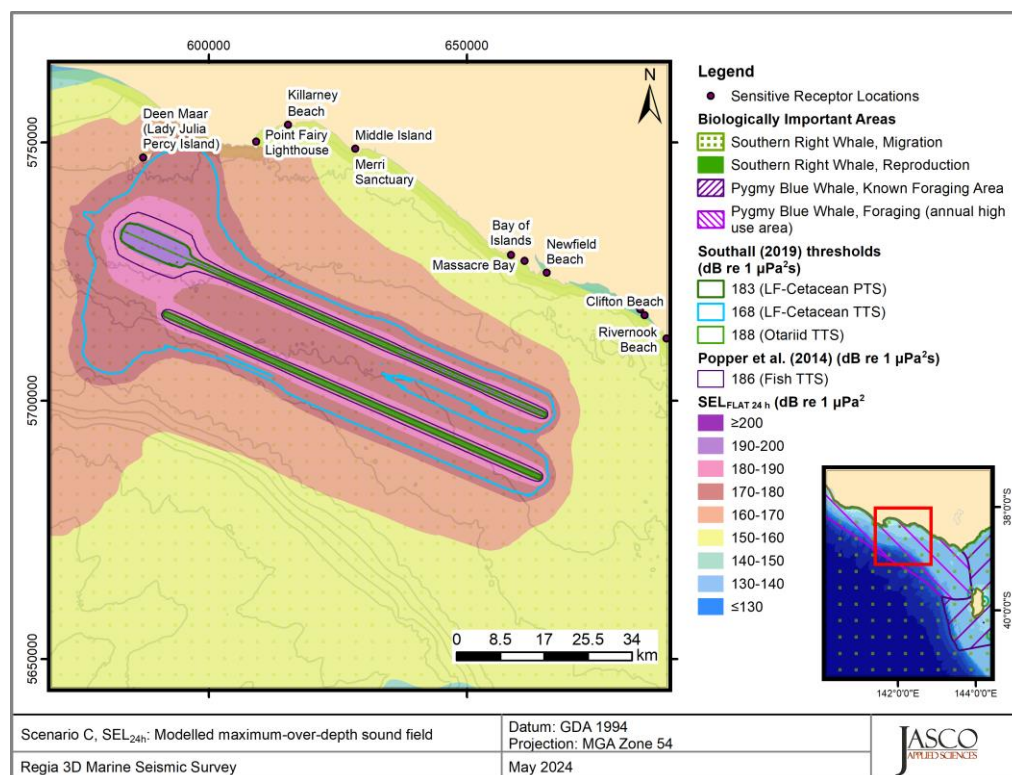 600000
650000
5750000
5700000
5650000
N
Deen Maar
(Lady Julia
Percy Island)
Killarney
Beach
Point Fairy
Lighthouse
Middle Island
Merri
Sanctuary
Bay of
Islands
Massacre Bay
Newfield
Beach
Clifton Beach
Rivernook
Beach
0 8.5 17 25.5 34
km
Legend
Sensitive Receptor Locations
Biologically Important Areas
Southern Right Whale, Migration
Southern Right Whale, Reproduction
Pygmy Blue Whale, Known Foraging Area
Pygmy Blue Whale, Foraging (annual high
use area)
Southall (2019) thresholds
(dB re 1 µPa²s)
183 (LF-Cetacean PTS)
168 (LF-Cetacean TTS)
188 (Otariid TTS)
Popper et al. (2014) (dB re 1 µPa²s)
186 (Fish TTS)
SELFLAT 24 h (dB re 1 µPa²
≥200
190-200
180-190
170-180
160-170
150-160
140-150
130-140
≤130
38°0'0"S
40°0'0"S
142°0'0"E
144°0'0"E
Scenario C, SEL24h: Modelled maximum-over-depth sound field
Datum: GDA 1994
Projection: MGA Zone 54
Regia 3D Marine Seismic Survey
May 2024
JASCO
APPLIED SCIENCES